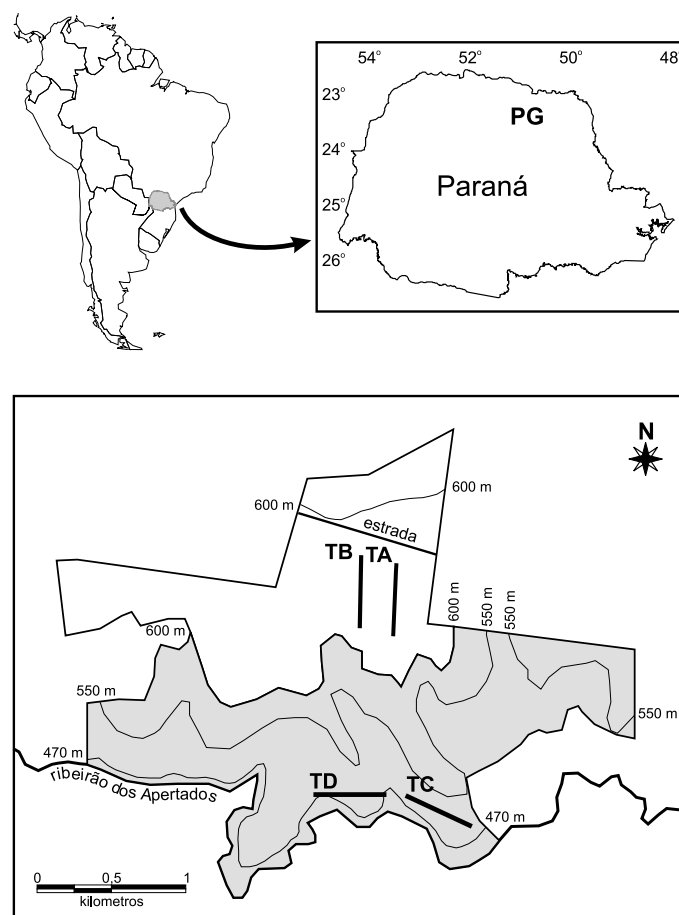 54° 52° 50° 48°
23°
PG
24°
Paraná
25°
26°
N
600 m
600 m
estrada
TB TA
600 m
550 m
550 m
600 m
550 m
550 m
470 m
ribeirão dos Apertados
TD TC
470 m
0 0,5 1
kilometros